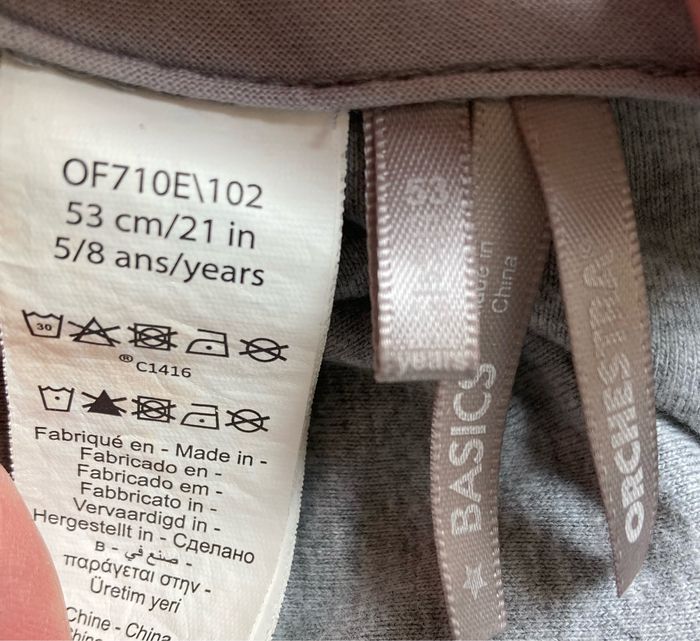 OF710E\102
53 cm/21 in
5/8 ans/years
30
® C1416
Fabriqué en - Made in -
Fabricado en -
Fabricado em -
Fabbricato in -
Vervaardigd in -
Hergestellt in - Сделано
в - صنع في -
παράγεται στην -
Üretim yeri
Chine - China
53
years
BASICS
made in
China
ORCHESTRA